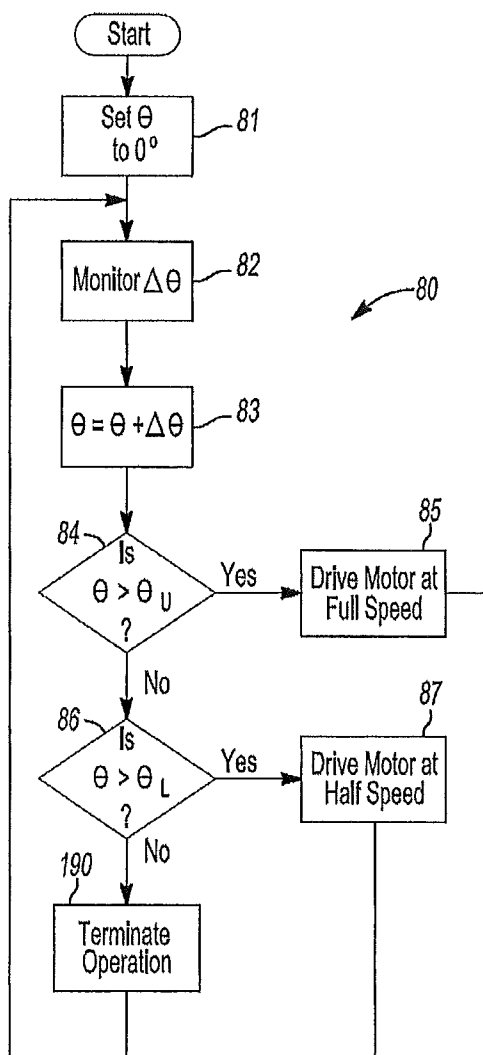 Start
Set Θ
to 0°
81
Monitor ΔΘ
82
80
Θ = Θ + ΔΘ
83
84
Is
Θ > Θ U
?
Yes
85
Drive Motor at
Full Speed
No
86
Is
Θ > Θ L
?
Yes
87
Drive Motor at
Half Speed
No
190
Terminate
Operation